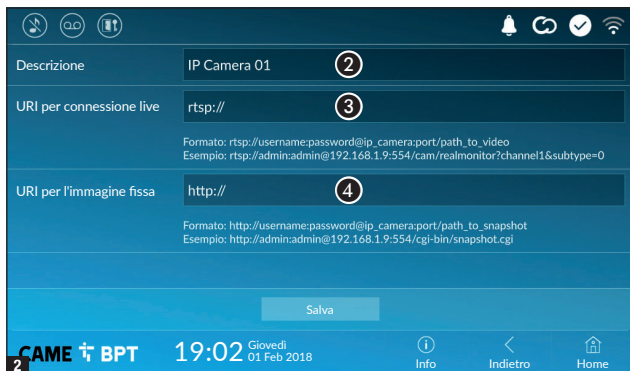 Descrizione
IP Camera 01
2
URI per connessione live
rtsp://
3
Formato: rtsp://username:password@ip_camera:port/path_to_video
Esempio: rtsp://admin:admin@192.168.1.9:554/cam/realmonitor?channel1&subtype=0
URI per l'immagine fissa
http://
4
Formato: http://username:password@ip_camera:port/path_to_snapshot
Esempio: http://admin:admin@192.168.1.9:554/cgi-bin/snapshot.cgi
Salva
2
CAME BPT
19:02
Giovedì
01 Feb 2018
Info
Indietro
Home